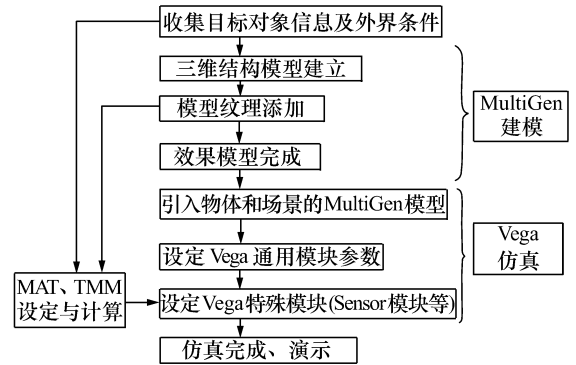 收集目标对象信息及外界条件
三维结构模型建立
模型纹理添加
效果模型完成
MultiGen
建模
引入物体和场景的MultiGen模型
设定Vega通用模块参数
Vega
仿真
MAT、TMM
设定与计算
设定Vega特殊模块(Sensor模块等)
仿真完成、演示